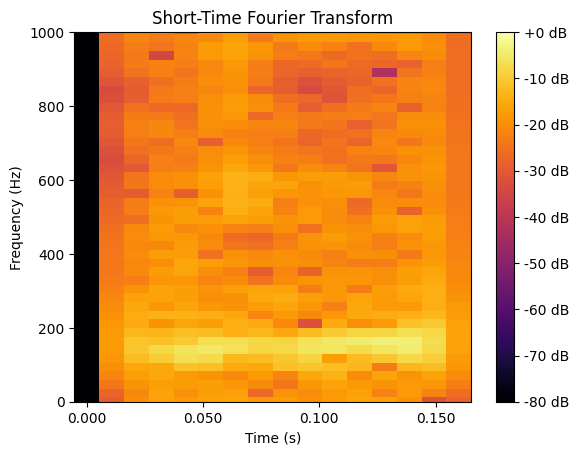 Short-Time Fourier Transform
1000
800
600
400
200
0
Frequency (Hz)
0.000
0.050
0.100
0.150
Time (s)
+0 dB
-10 dB
-20 dB
-30 dB
-40 dB
-50 dB
-60 dB
-70 dB
-80 dB